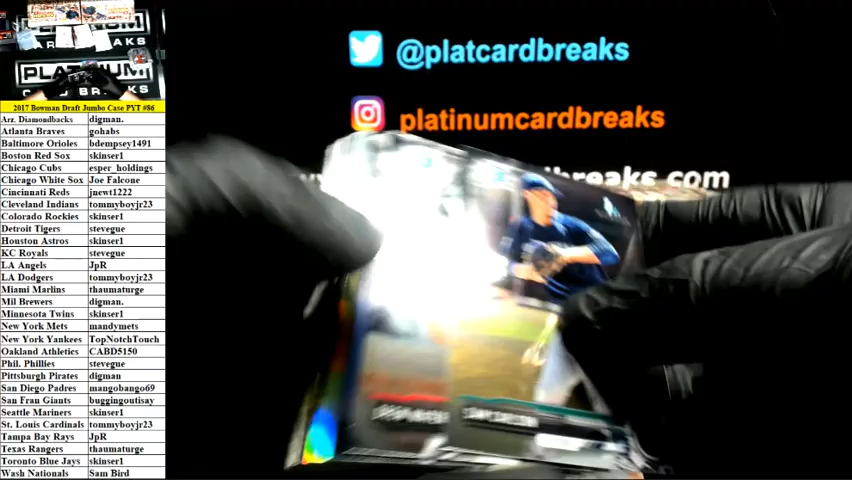 PLATINUM
CARD BREAKS
PLATINUM
CARD BREAKS
@platcardbreaks
platinumcardbreaks
breaks.com
2017 Bowman Draft Jumbo Case PYT #86
Arz. Diamondbacks digman.
Atlanta Braves gohabs
Baltimore Orioles bdempsey1491
Boston Red Sox skinser1
Chicago Cubs esper_holdings
Chicago White Sox Joe Falcone
Cincinnati Reds jnewt1222
Cleveland Indians tommyboyjr23
Colorado Rockies skinser1
Detroit Tigers stevegue
Houston Astros skinser1
KC Royals stevegue
LA Angels JpR
LA Dodgers tommyboyjr23
Miami Marlins thaumaturge
Mil Brewers digman.
Minnesota Twins skinser1
New York Mets mandymets
New York Yankees TopNotchTouch
Oakland Athletics CABD5150
Phil. Phillies stevegue
Pittsburgh Pirates digman
San Diego Padres mangobango69
San Fran Giants buggingoutisay
Seattle Mariners skinser1
St. Louis Cardinals tommyboyjr23
Tampa Bay Rays JpR
Texas Rangers thaumaturge
Toronto Blue Jays skinser1
Wash Nationals Sam Bird